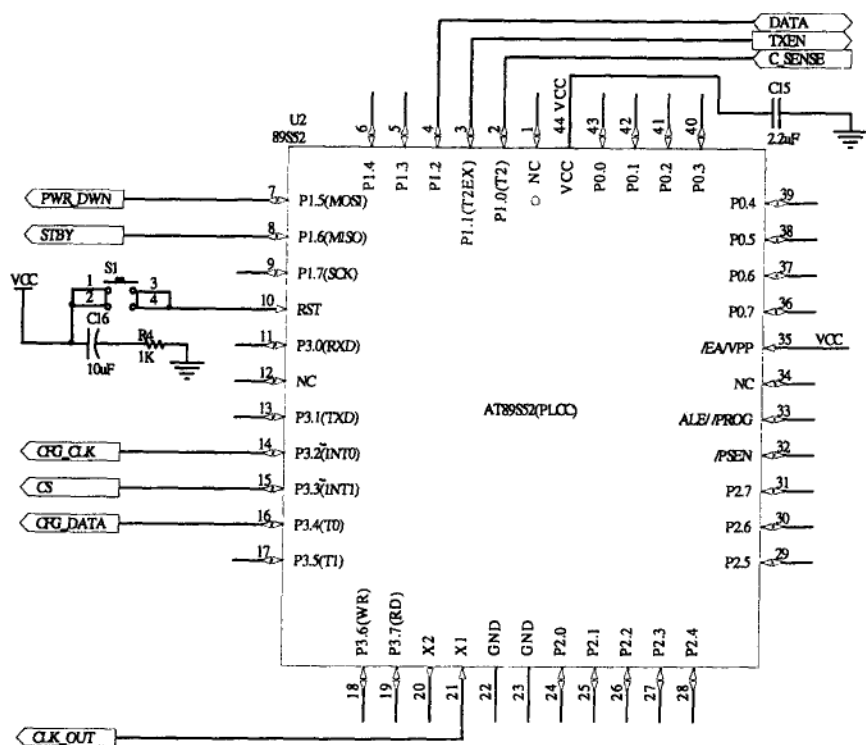 DATA
TXEN
C_SENSE
C15
2.2uF
U2
89S52
6 5 4 3 2 1 44 VCC 43 42 41 40
P1.4 P1.3 P1.2 P1.1(T2EX) P1.0(T2) NC VCC P0.0 P0.1 P0.2 P0.3
PWR_DWN 7 P1.5(MOSI)
STBY 8 P1.6(MISO)
9 P1.7(SCK)
VCC
S1
1 3
2 4
10 RST
C16
10uF
R4
1K
11 P3.0(RXD)
12 NC
13 P3.1(TXD)
CFG_CLK 14 P3.2(INT0)
CS 15 P3.3(INT1)
CFG_DATA 16 P3.4(T0)
17 P3.5(T1)
AT89S52(PLCC)
P0.4 39
P0.5 38
P0.6 37
P0.7 36
/EA/VPP 35 VCC
NC 34
ALE/ /PROG 33
/PSEN 32
P2.7 31
P2.6 30
P2.5 29
P3.6(WR) P3.7(RD) X2 X1 GND GND P2.0 P2.1 P2.2 P2.3 P2.4
18 19 20 21 22 23 24 25 26 27 28
CLK_OUT